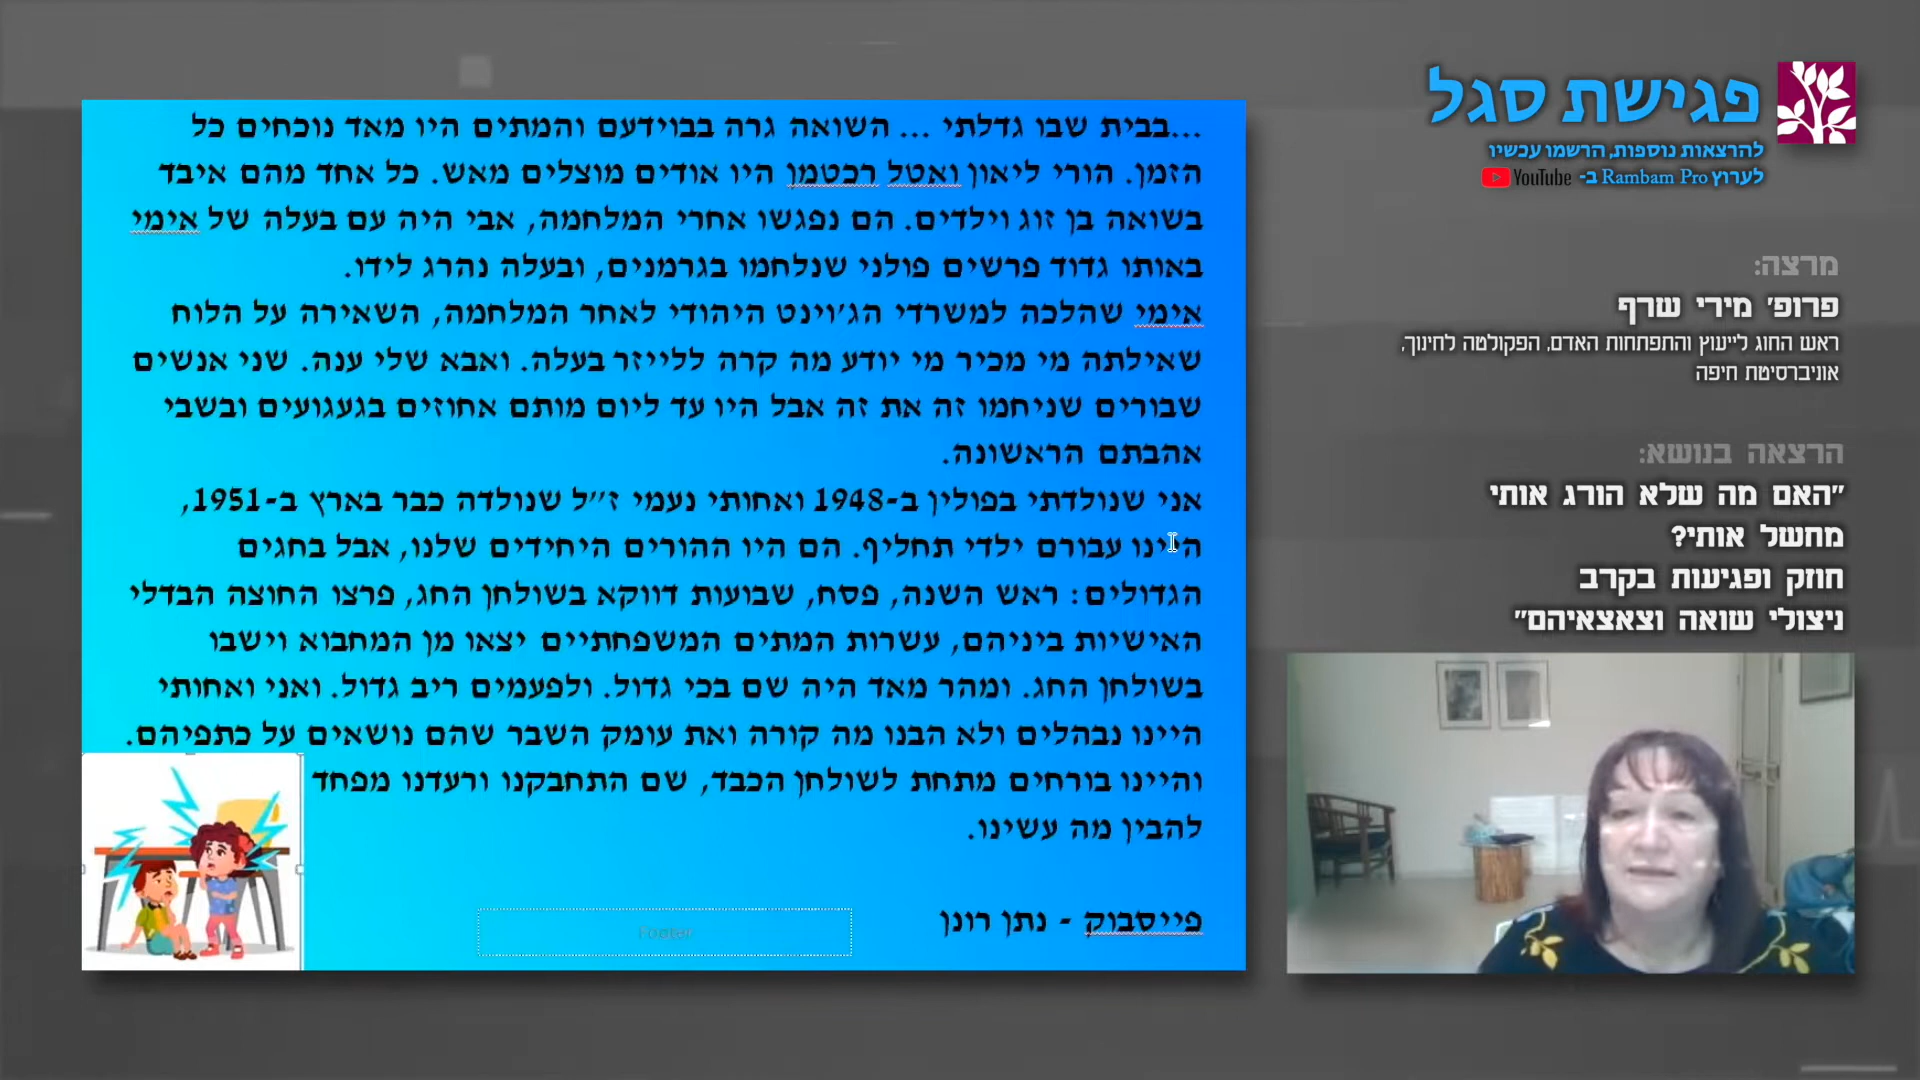 ...בבית שבו גדלתי ... השואה גרה בבוידעם והמתים היו מאד נוכחים כל
הזמן. הורי ליאון ואטל רכטמן היו אודים מוצלים מאש. כל אחד מהם איבד
בשואה בן זוג וילדים. הם נפגשו אחרי המלחמה, אבי היה עם בעלה של אימי
באותו גדוד פרשים פולני שנלחמו בגרמנים, ובעלה נהרג לידו.
אימי שהלכה למשרדי הג'וינט היהודי לאחר המלחמה, השאירה על הלוח
שאילתה מי מכיר מי יודע מה קרה ללייזר בעלה. ואבא שלי ענה. שני אנשים
שבורים שניחמו זה את זה אבל היו עד ליום מותם אחוזים בגעגועים ובשבי
אהבתם הראשונה.
אני שנולדתי בפולין ב-1948 ואחותי נעמי ז״ל שנולדה כבר בארץ ב-1951,
היינו עבורם ילדי תחליף. הם היו ההורים היחידים שלנו, אבל בחגים
הגדולים: ראש השנה, פסח, שבועות דווקא בשולחן החג, פרצו החוצה הבדלי
האישיות ביניהם, עשרות המתים המשפחתיים יצאו מן המחבוא וישבו
בשולחן החג. ומהר מאד היה שם בכי גדול. ולפעמים ריב גדול. ואני ואחותי
היינו נבהלים ולא הבנו מה קורה ואת עומק השבר שהם נושאים על כתפיהם.
והיינו בורחים מתחת לשולחן הכבד, שם התחבקנו ורעדנו מפחד
להבין מה עשינו.
פייסבוק - נתן רונן
Footer
פגישת סגל
להרצאות נוספות, הרשמו עכשיו
לערוץ Rambam Pro ב- YouTube
מרצה:
פרופ' מירי שרף
ראש החוג לייעוץ והתפתחות האדם, הפקולטה לחינוך,
אוניברסיטת חיפה
הרצאה בנושא:
"האם מה שלא הורג אותי
מחשל אותי?
חוזק ופגיעות בקרב
ניצולי שואה וצאצאיהם"